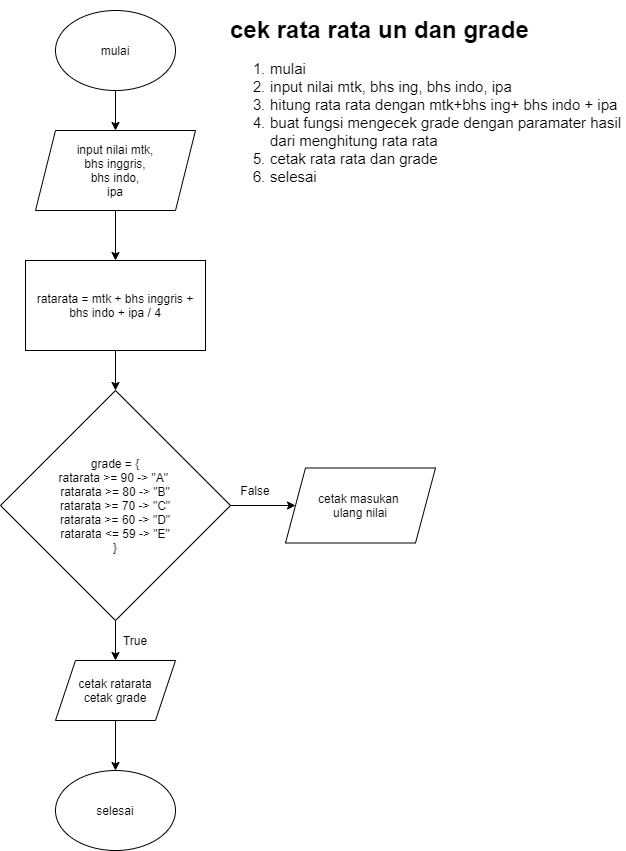 cek rata rata un dan grade
1. mulai
2. input nilai mtk, bhs ing, bhs indo, ipa
3. hitung rata rata dengan mtk+bhs ing+ bhs indo + ipa
4. buat fungsi mengecek grade dengan paramater hasil
dari menghitung rata rata
5. cetak rata rata dan grade
6. selesai
mulai
input nilai mtk,
bhs inggris,
bhs indo,
ipa
ratarata = mtk + bhs inggris +
bhs indo + ipa / 4
grade = {
ratarata >= 90 -> "A"
ratarata >= 80 -> "B"
ratarata >= 70 -> "C"
ratarata >= 60 -> "D"
ratarata <= 59 -> "E"
}
False
cetak masukan
ulang nilai
True
cetak ratarata
cetak grade
selesai